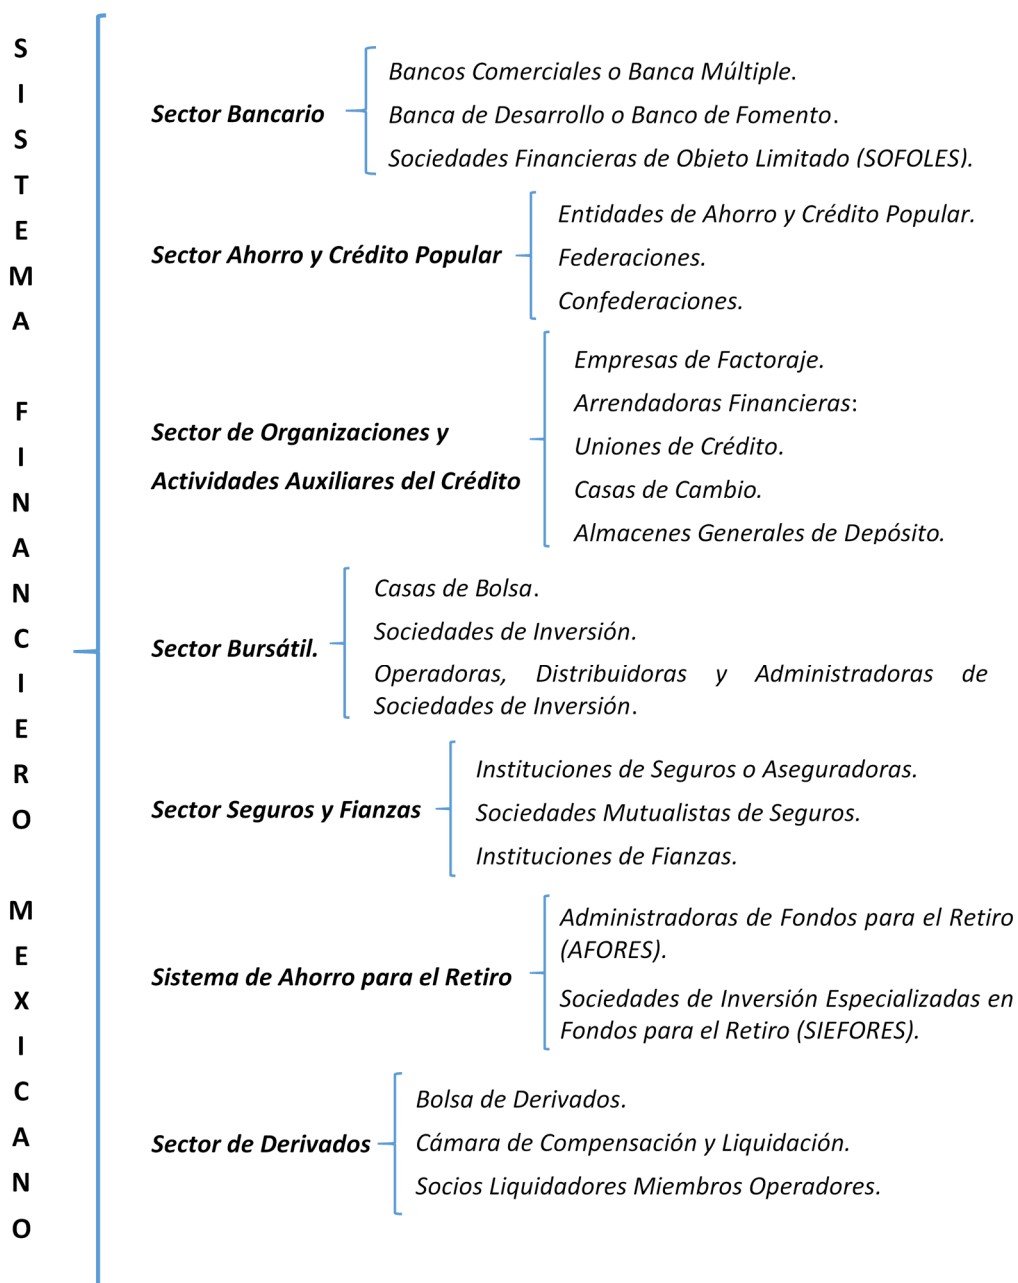 SISTEMA FINANCIERO MEXICANO
Sector Bancario
Bancos Comerciales o Banca Múltiple.
Banca de Desarrollo o Banco de Fomento.
Sociedades Financieras de Objeto Limitado (SOFOLES).
Sector Ahorro y Crédito Popular
Entidades de Ahorro y Crédito Popular.
Federaciones.
Confederaciones.
Sector de Organizaciones y
Actividades Auxiliares del Crédito
Empresas de Factoraje.
Arrendadoras Financieras:
Uniones de Crédito.
Casas de Cambio.
Almacenes Generales de Depósito.
Sector Bursátil.
Casas de Bolsa.
Sociedades de Inversión.
Operadoras, Distribuidoras y Administradoras de
Sociedades de Inversión.
Sector Seguros y Fianzas
Instituciones de Seguros o Aseguradoras.
Sociedades Mutualistas de Seguros.
Instituciones de Fianzas.
Sistema de Ahorro para el Retiro
Administradoras de Fondos para el Retiro
(AFORES).
Sociedades de Inversión Especializadas en
Fondos para el Retiro (SIEFORES).
Sector de Derivados
Bolsa de Derivados.
Cámara de Compensación y Liquidación.
Socios Liquidadores Miembros Operadores.